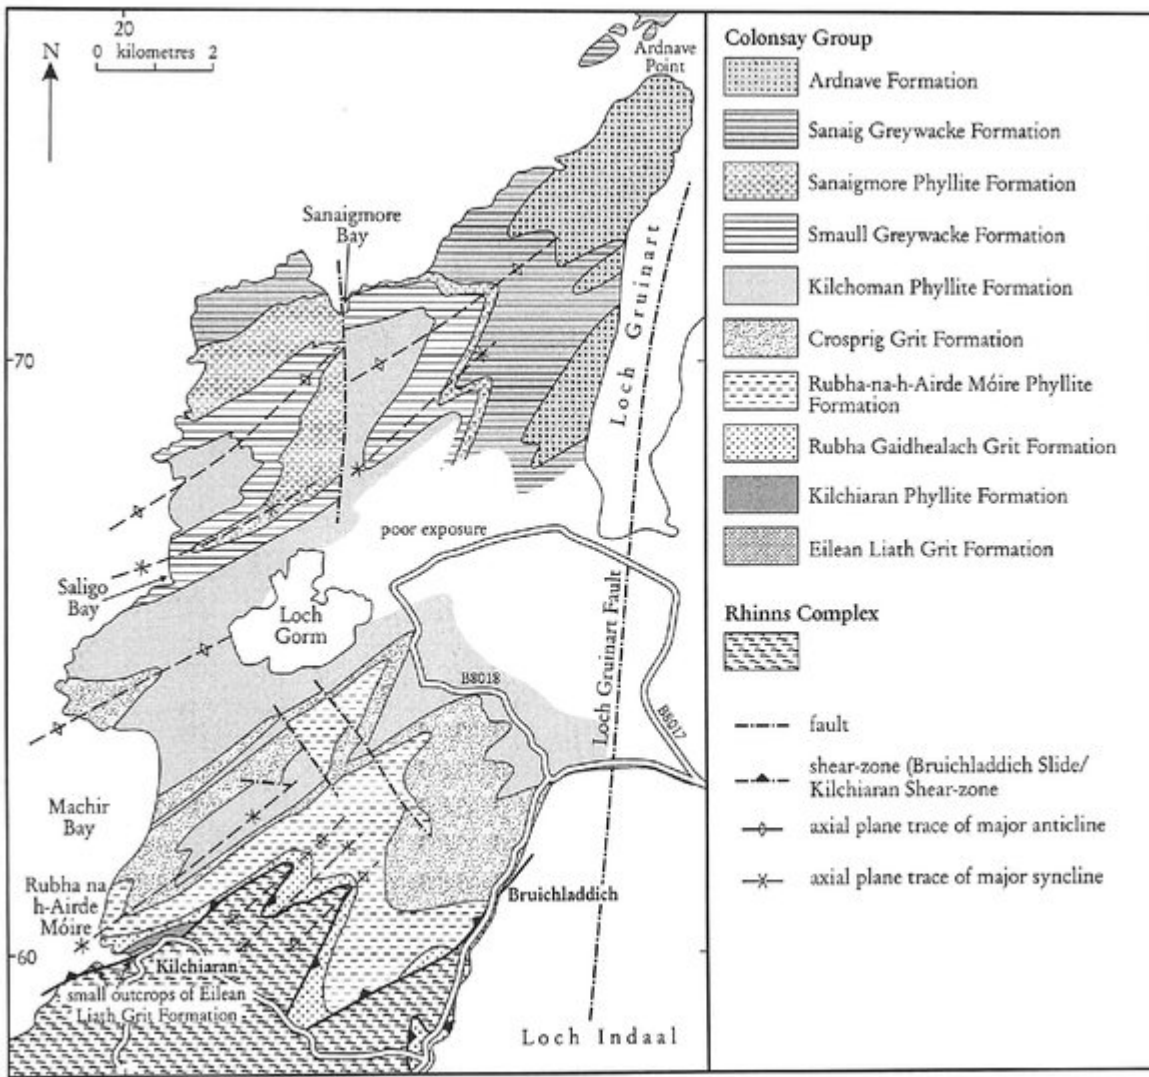 20
0 kilometres 2
N
Ardnave
Point
Sanaigmore
Bay
Loch Gruinart
70
poor exposure
Saligo
Bay
Loch
Gorm
Loch Gruinart Fault
B8018
B8017
Machir
Bay
Rubha na
h-Airde
Móire
Bruichladdich
60
Kilchiaran
small outcrops of Eilean
Liath Grit Formation
Loch Indaal
Colonsay Group
Ardnave Formation
Sanaig Greywacke Formation
Sanaigmore Phyllite Formation
Smaull Greywacke Formation
Kilchoman Phyllite Formation
Crosprig Grit Formation
Rubha-na-h-Airde Móire Phyllite
Formation
Rubha Gaidhealach Grit Formation
Kilchiaran Phyllite Formation
Eilean Liath Grit Formation
Rhinns Complex
fault
shear-zone (Bruichladdich Slide/
Kilchiaran Shear-zone
axial plane trace of major anticline
axial plane trace of major syncline